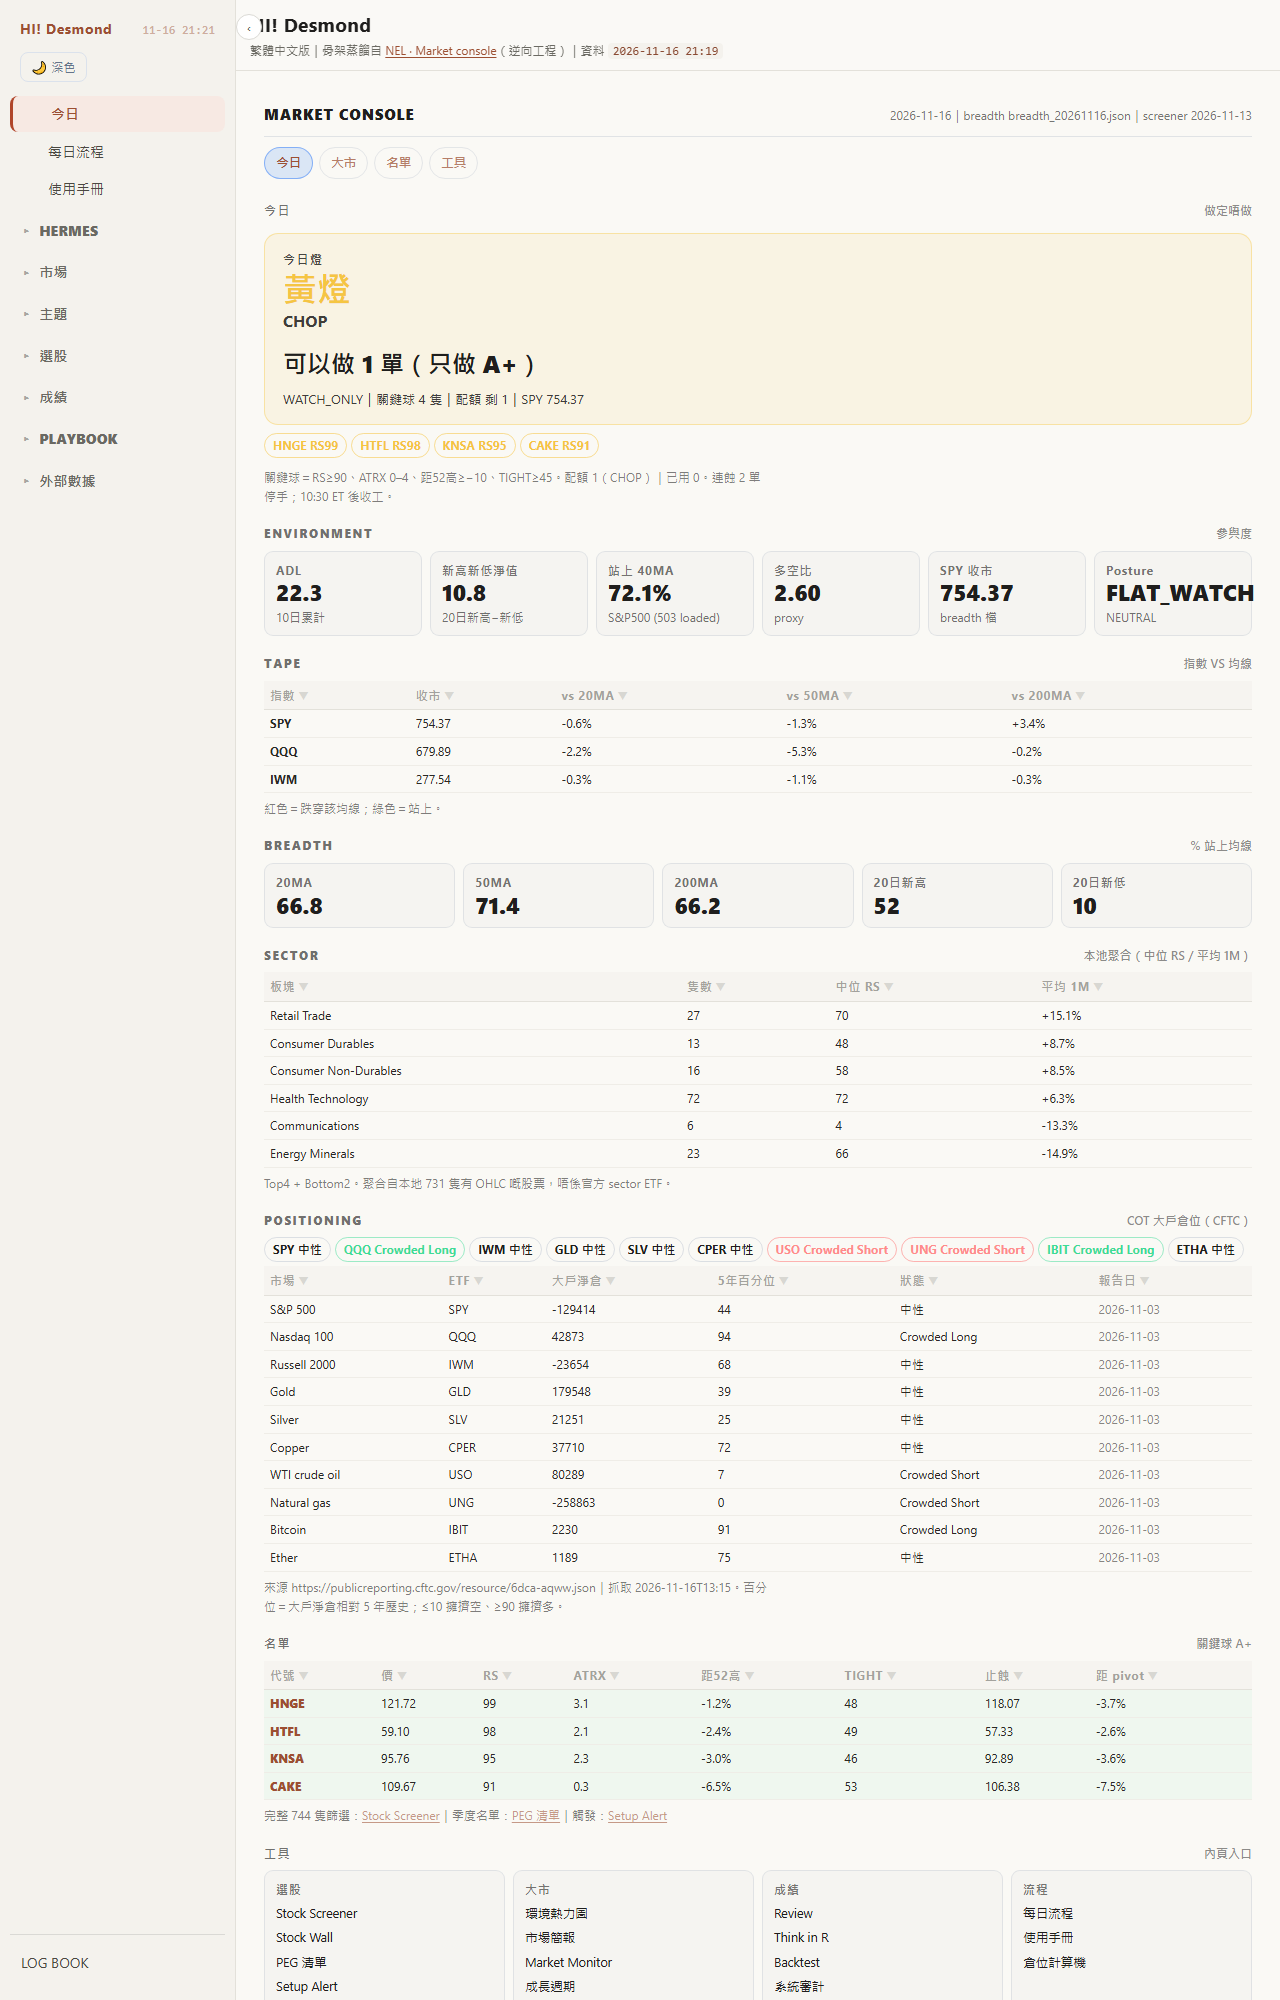 HI! Desmond 11-16 21:21
🌙 深色
今日
每日流程
使用手冊
▸ HERMES
▸ 市場
▸ 主題
▸ 選股
▸ 成績
▸ PLAYBOOK
▸ 外部數據
LOG BOOK
‹
HI! Desmond
繁體中文版｜骨架蒸餾自 NEL · Market console（逆向工程）｜資料 2026-11-16 21:19
MARKET CONSOLE 2026-11-16｜breadth breadth_20261116.json｜screener 2026-11-13
今日 大市 名單 工具
今日 做定唔做
今日燈
黃燈
CHOP
可以做 1 單（只做 A+）
WATCH_ONLY｜關鍵球 4 隻｜配額 剩 1｜SPY 754.37
HNGE RS99 HTFL RS98 KNSA RS95 CAKE RS91
關鍵球＝RS≥90、ATRX 0–4、距52高≥−10、TIGHT≥45。配額 1（CHOP）｜已用 0。連蝕 2 單
停手；10:30 ET 後收工。
ENVIRONMENT 參與度
ADL 新高新低淨值 站上 40MA 多空比 SPY 收市 Posture
22.3 10.8 72.1% 2.60 754.37 FLAT_WATCH
10日累計 20日新高−新低 S&P500 (503 loaded) proxy breadth 檔 NEUTRAL
TAPE 指數 VS 均線
指數 ▼ 收市 ▼ vs 20MA ▼ vs 50MA ▼ vs 200MA ▼
SPY 754.37 -0.6% -1.3% +3.4%
QQQ 679.89 -2.2% -5.3% -0.2%
IWM 277.54 -0.3% -1.1% -0.3%
紅色＝跌穿該均線；綠色＝站上。
BREADTH % 站上均線
20MA 50MA 200MA 20日新高 20日新低
66.8 71.4 66.2 52 10
SECTOR 本池聚合（中位 RS / 平均 1M）
板塊 ▼ 隻數 ▼ 中位 RS ▼ 平均 1M ▼
Retail Trade 27 70 +15.1%
Consumer Durables 13 48 +8.7%
Consumer Non-Durables 16 58 +8.5%
Health Technology 72 72 +6.3%
Communications 6 4 -13.3%
Energy Minerals 23 66 -14.9%
Top4 + Bottom2。聚合自本地 731 隻有 OHLC 嘅股票，唔係官方 sector ETF。
POSITIONING COT 大戶倉位（CFTC）
SPY 中性 QQQ Crowded Long IWM 中性 GLD 中性 SLV 中性 CPER 中性 USO Crowded Short UNG Crowded Short IBIT Crowded Long ETHA 中性
市場 ▼ ETF ▼ 大戶淨倉 ▼ 5年百分位 ▼ 狀態 ▼ 報告日 ▼
S&P 500 SPY -129414 44 中性 2026-11-03
Nasdaq 100 QQQ 42873 94 Crowded Long 2026-11-03
Russell 2000 IWM -23654 68 中性 2026-11-03
Gold GLD 179548 39 中性 2026-11-03
Silver SLV 21251 25 中性 2026-11-03
Copper CPER 37710 72 中性 2026-11-03
WTI crude oil USO 80289 7 Crowded Short 2026-11-03
Natural gas UNG -258863 0 Crowded Short 2026-11-03
Bitcoin IBIT 2230 91 Crowded Long 2026-11-03
Ether ETHA 1189 75 中性 2026-11-03
來源 https://publicreporting.cftc.gov/resource/6dca-aqww.json｜抓取 2026-11-16T13:15。百分
位＝大戶淨倉相對 5 年歷史；≤10 擁擠空、≥90 擁擠多。
名單 關鍵球 A+
代號 ▼ 價 ▼ RS ▼ ATRX ▼ 距52高 ▼ TIGHT ▼ 止蝕 ▼ 距 pivot ▼
HNGE 121.72 99 3.1 -1.2% 48 118.07 -3.7%
HTFL 59.10 98 2.1 -2.4% 49 57.33 -2.6%
KNSA 95.76 95 2.3 -3.0% 46 92.89 -3.6%
CAKE 109.67 91 0.3 -6.5% 53 106.38 -7.5%
完整 744 隻篩選：Stock Screener｜季度名單：PEG 清單｜觸發：Setup Alert
工具 內頁入口
選股 大市 成績 流程
Stock Screener 環境熱力圖 Review 每日流程
Stock Wall 市場簡報 Think in R 使用手冊
PEG 清單 Market Monitor Backtest 倉位計算機
Setup Alert 成長週期 系統審計